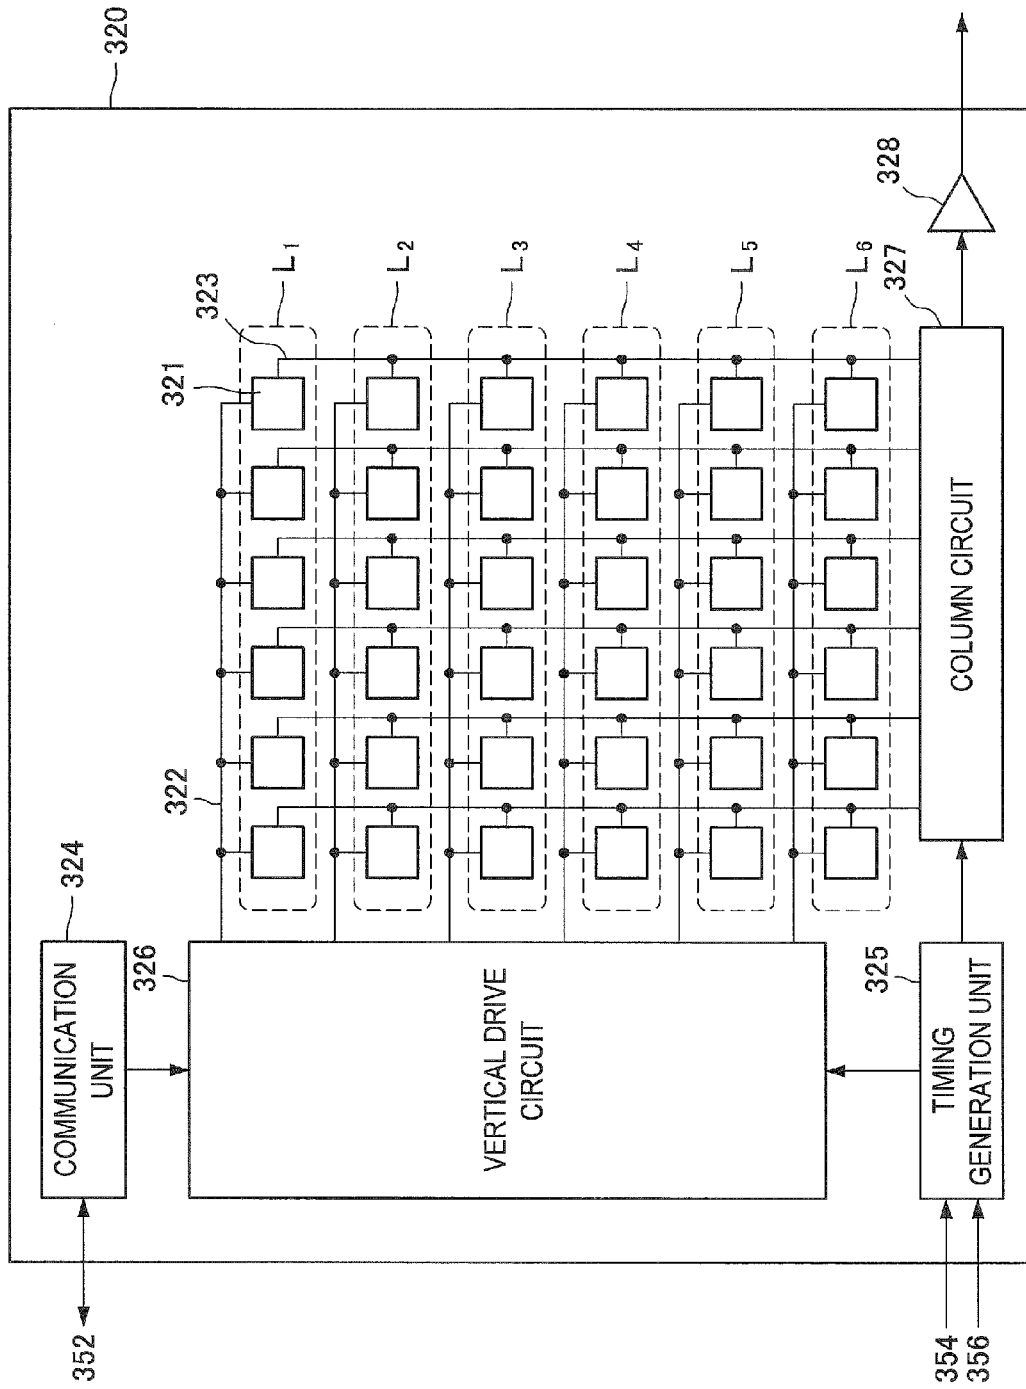 320
352
COMMUNICATION
UNIT
324
322
321
323
L1
L2
L3
L4
L5
L6
326
VERTICAL DRIVE
CIRCUIT
325
TIMING
GENERATION UNIT
354
356
COLUMN CIRCUIT
327
328